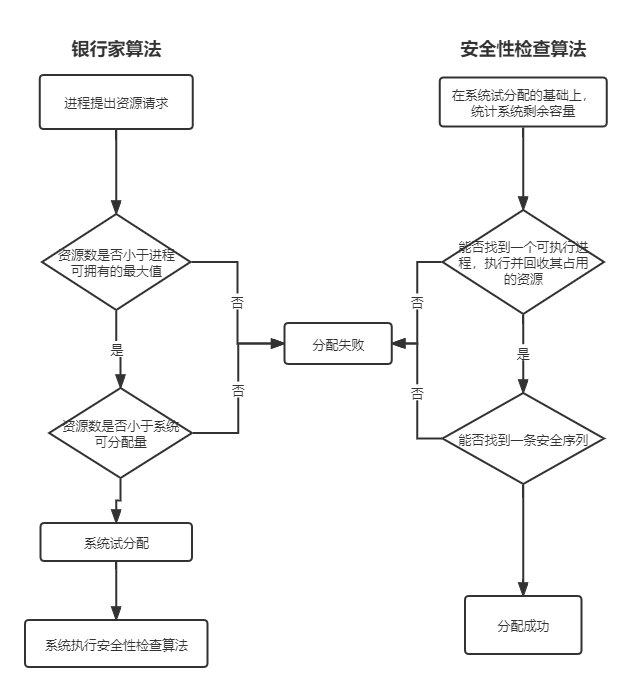 银行家算法
进程提出资源请求
资源数是否小于进程
可拥有的最大值
否
是
否
资源数是否小于系统
可分配量
系统试分配
系统执行安全性检查算法
分配失败
安全性检查算法
在系统试分配的基础上，
统计系统剩余容量
能否找到一个可执行进
程，执行并回收其占用
的资源
否
是
否
能否找到一条安全序列
分配成功